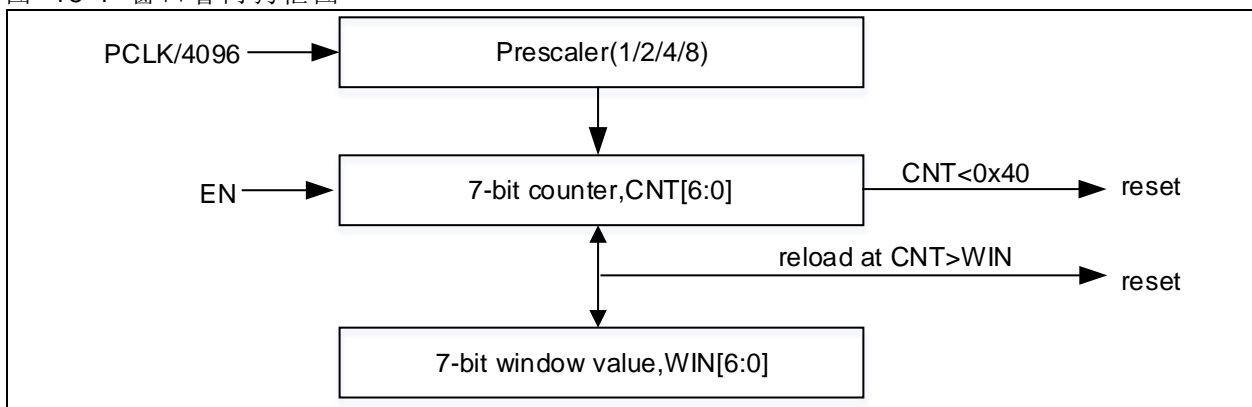 PCLK/4096
Prescaler(1/2/4/8)
EN
7-bit counter,CNT[6:0]
CNT<0x40
reset
reload at CNT>WIN
reset
7-bit window value,WIN[6:0]